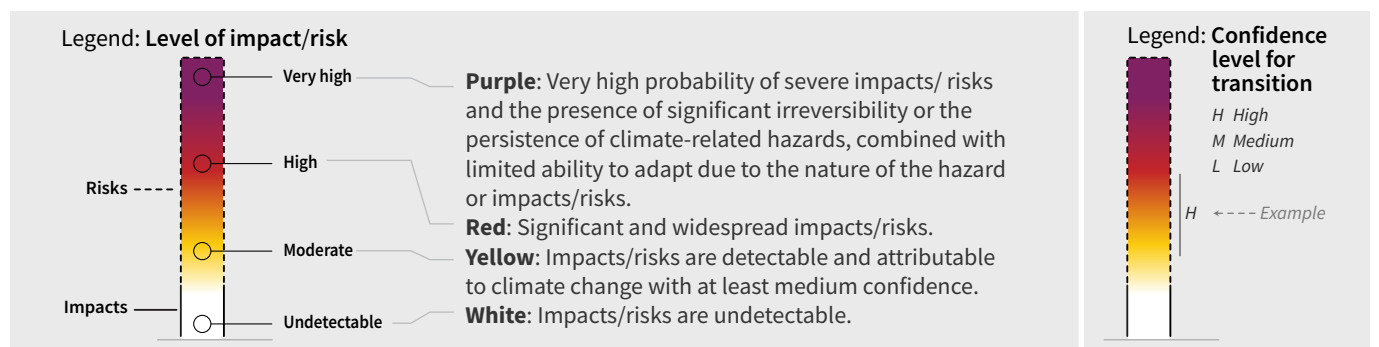 Legend: Level of impact/risk
Very high
High
Risks
Moderate
Impacts
Undetectable
Purple: Very high probability of severe impacts/ risks
and the presence of significant irreversibility or the
persistence of climate-related hazards, combined with
limited ability to adapt due to the nature of the hazard
or impacts/risks.
Red: Significant and widespread impacts/risks.
Yellow: Impacts/risks are detectable and attributable
to climate change with at least medium confidence.
White: Impacts/risks are undetectable.
Legend: Confidence
level for
transition
H High
M Medium
L Low
H
Example